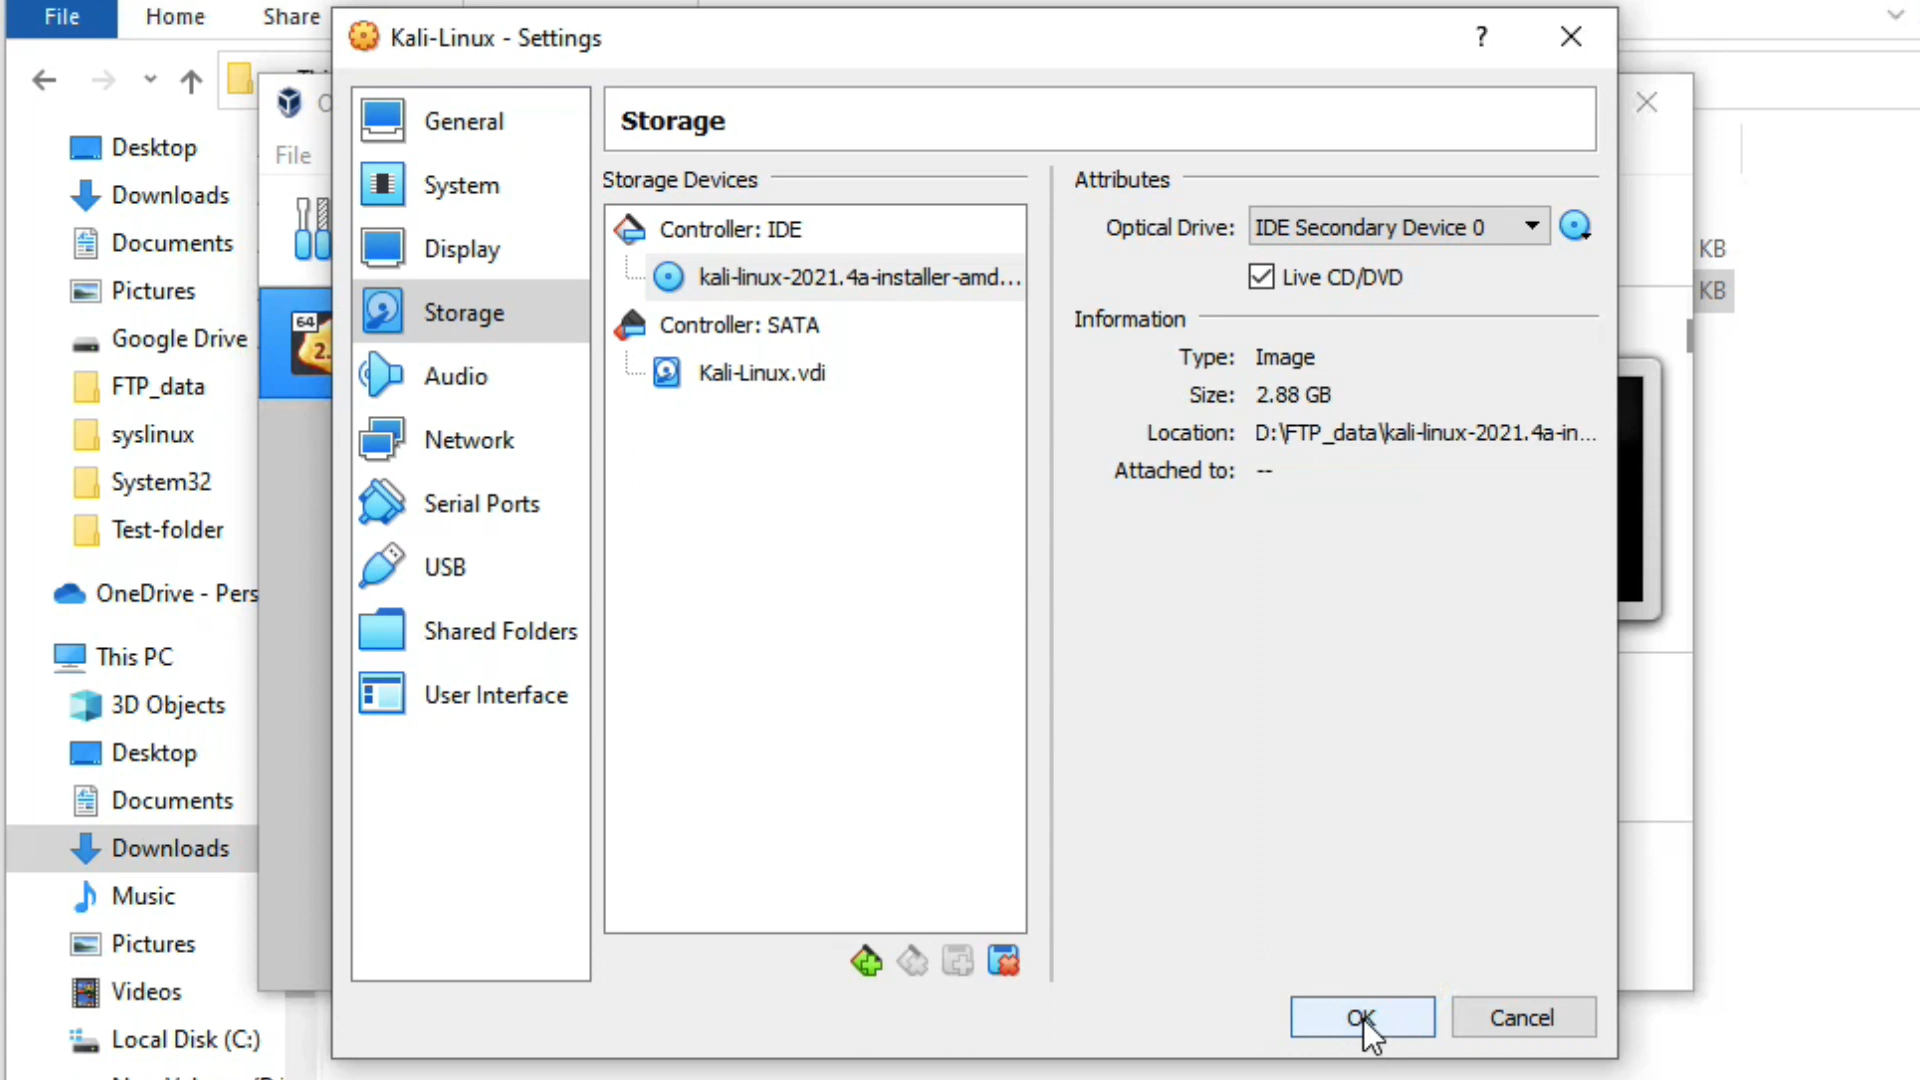 File Home Share
Kali-Linux - Settings ?
File
Desktop
Downloads
Documents
Pictures
Google Drive
FTP_data
syslinux
System32
Test-folder
OneDrive - Pers
This PC
3D Objects
Desktop
Documents
Downloads
Music
Pictures
Videos
Local Disk (C:)
64
2.
General
System
Display
Storage
Audio
Network
Serial Ports
USB
Shared Folders
User Interface
Storage
Storage Devices
Controller: IDE
kali-linux-2021.4a-installer-amd...
Controller: SATA
Kali-Linux.vdi
Attributes
Optical Drive: IDE Secondary Device 0
Live CD/DVD
Information
Type: Image
Size: 2.88 GB
Location: D:\FTP_data\kali-linux-2021.4a-in...
Attached to: --
OK Cancel
KB
KB